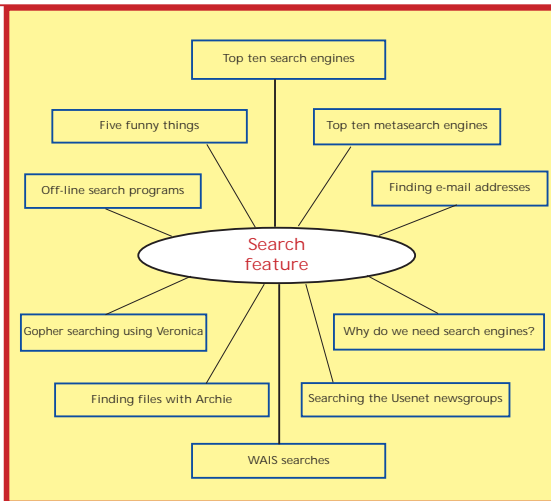 Top ten search engines
Five funny things
Top ten metasearch engines
Off-line search programs
Finding e-mail addresses
Search
feature
Gopher searching using Veronica
Why do we need search engines?
Finding files with Archie
Searching the Usenet newsgroups
WAIS searches